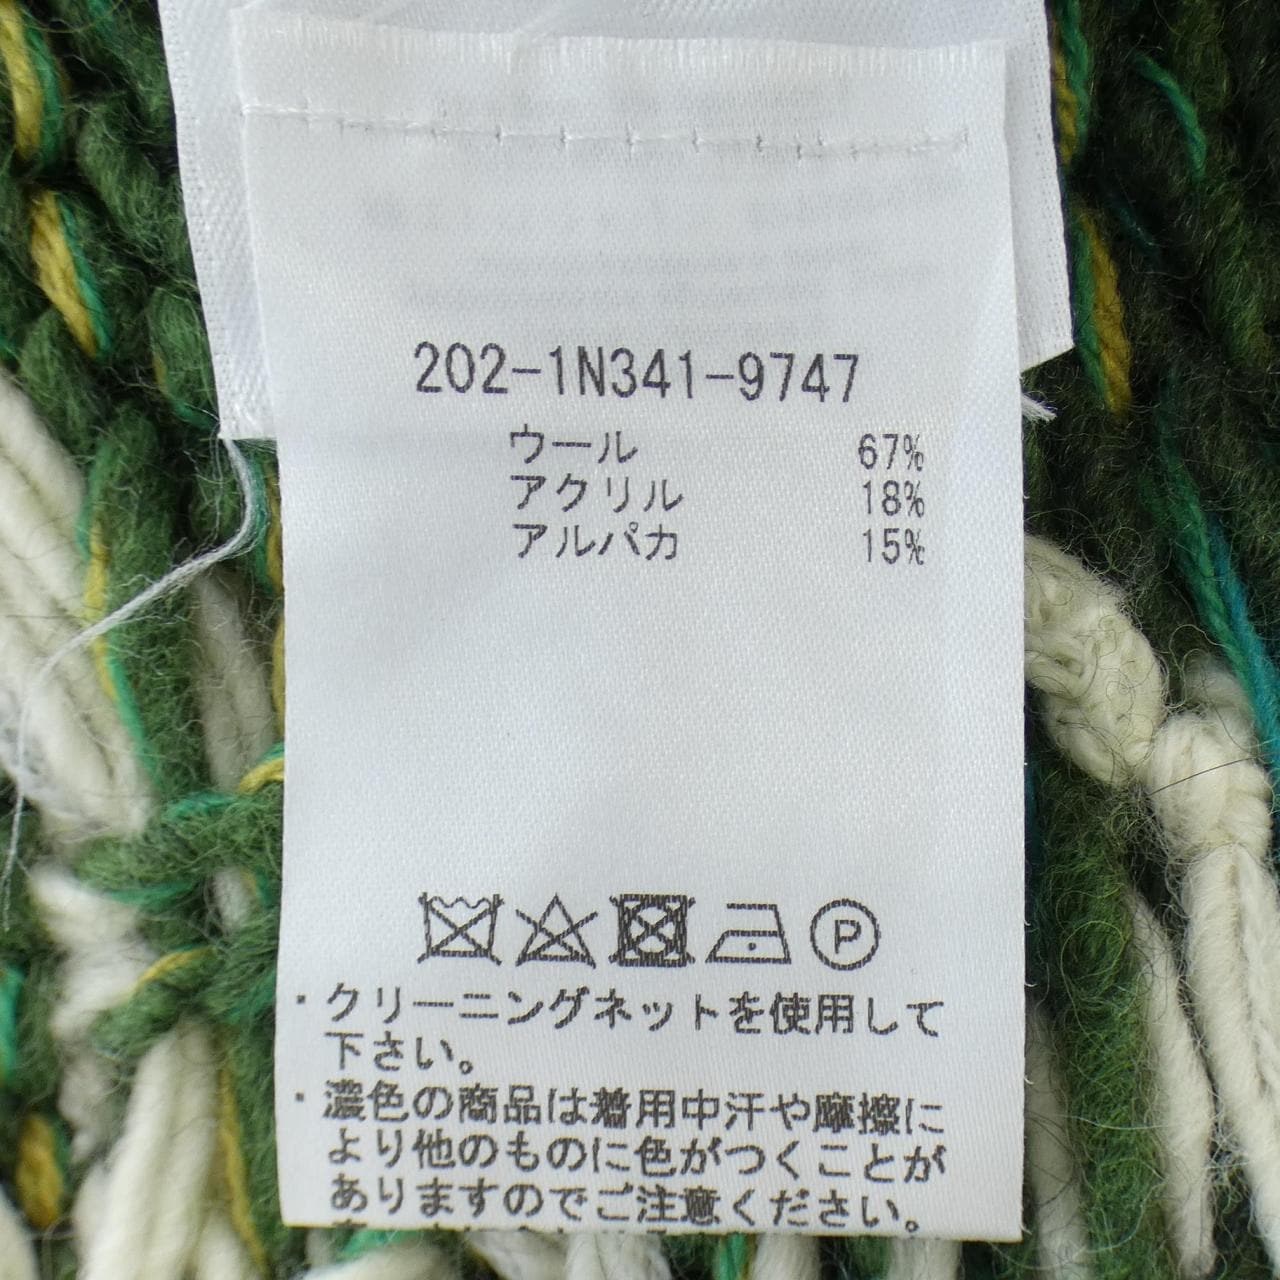 202-1N341-9747
ウール 67%
アクリル 18%
アルパカ 15%
P
・クリーニングネットを使用して
下さい。
・濃色の商品は着用中汗や摩擦に
より他のものに色がつくことが
ありますのでご注意ください。